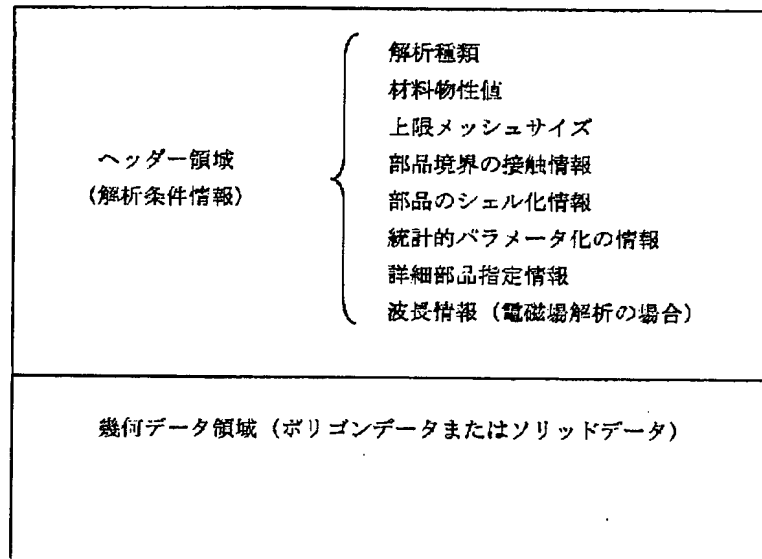 解析種類
材料物性値
上限メッシュサイズ
ヘッダー領域
部品境界の接触情報
(解析条件情報)
部品のシェル化情報
統計的パラメータ化の情報
詳細部品指定情報
波長情報（電磁場解析の場合）
幾何データ領域（ポリゴンデータまたはソリッドデータ）